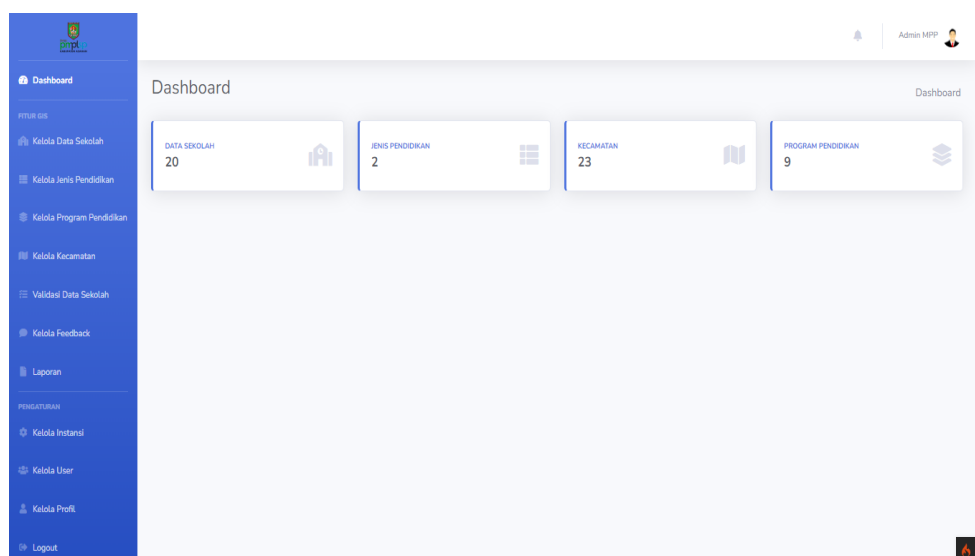 Admin MPP
Dashboard
FITUR GIS
Kelola Data Sekolah
Kelola Jenis Pendidikan
Kelola Program Pendidikan
Kelola Kecamatan
Validasi Data Sekolah
Kelola Feedback
Laporan
PENGATURAN
Kelola Instansi
Kelola User
Kelola Profil
Logout
Dashboard
Dashboard
DATA SEKOLAH
20
JENIS PENDIDIKAN
2
KECAMATAN
23
PROGRAM PENDIDIKAN
9